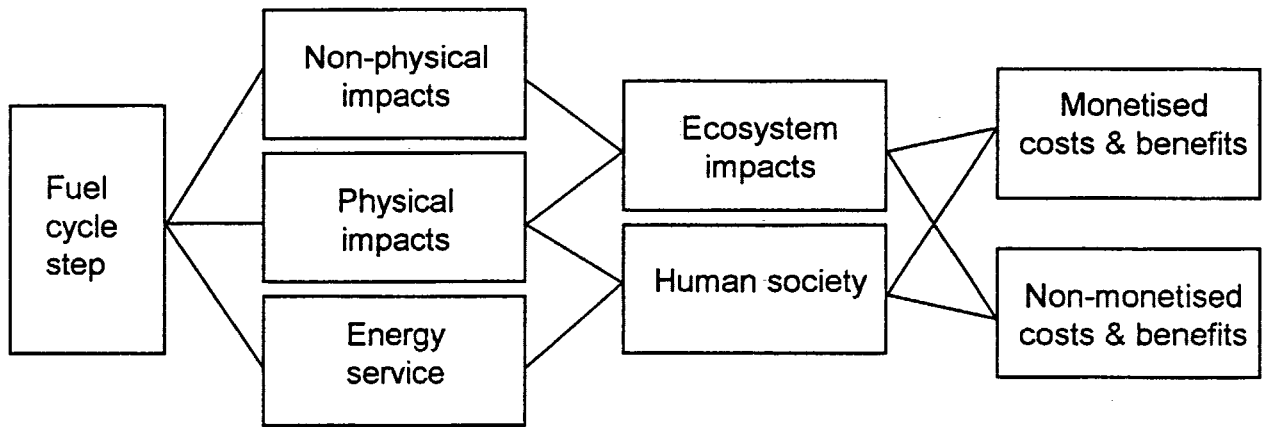 Fuel
cycle
step
Non-physical
impacts
Physical
impacts
Energy
service
Ecosystem
impacts
Human society
Monetised
costs & benefits
Non-monetised
costs & benefits